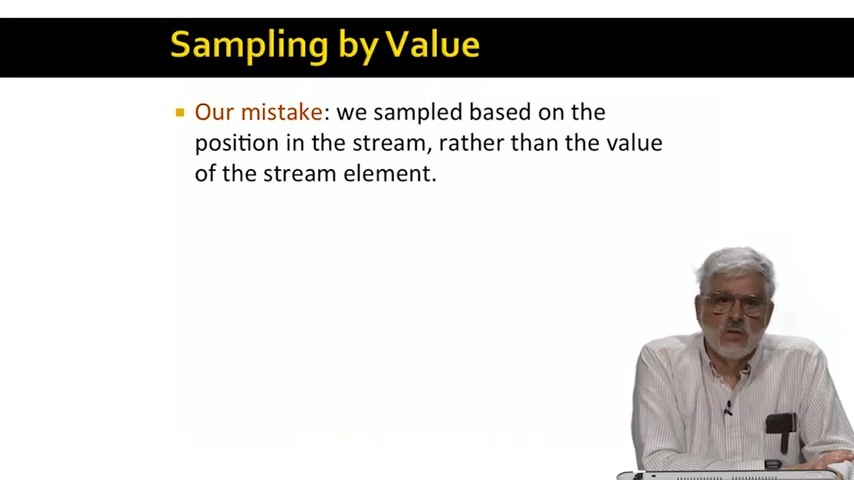 Sampling by Value
Our mistake: we sampled based on the
position in the stream, rather than the value
of the stream element.